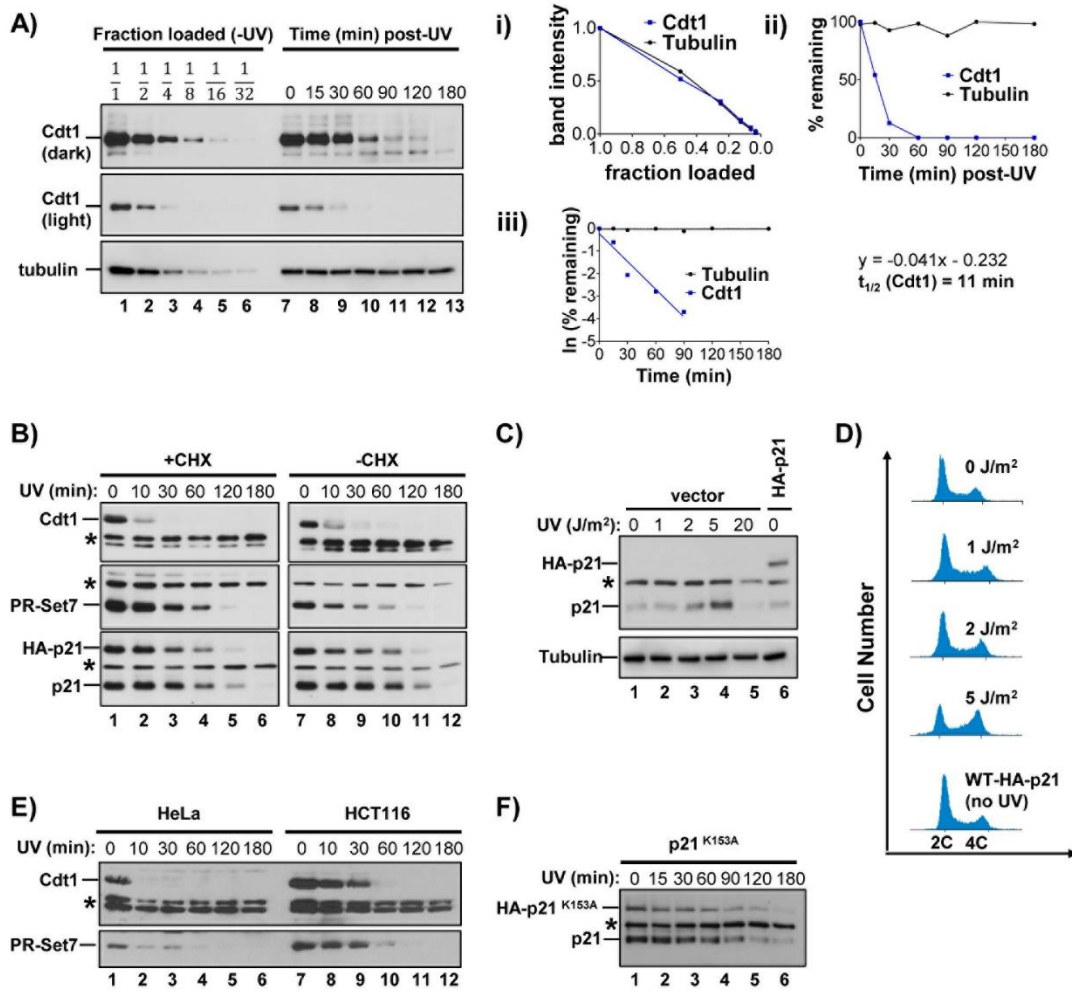 A)
Fraction loaded (-UV) Time (min) post-UV
1/1 1/2 1/4 1/8 1/16 1/32 0 15 30 60 90 120 180
Cdt1
(dark)
Cdt1
(light)
tubulin
1 2 3 4 5 6 7 8 9 10 11 12 13
i)
band intensity
1.0
0.5
0.0
Cdt1
Tubulin
1.0 0.8 0.6 0.4 0.2 0.0
fraction loaded
ii)
% remaining
100
50
0
Cdt1
Tubulin
0 30 60 90 120 150 180
Time (min) post-UV
iii)
ln (% remaining)
0
-1
-2
-3
-4
-5
Tubulin
Cdt1
0 30 60 90 120 150 180
Time (min)
y = -0.041x - 0.232
t1/2 (Cdt1) = 11 min
B)
+CHX -CHX
UV (min): 0 10 30 60 120 180 0 10 30 60 120 180
Cdt1
*
*
PR-Set7
HA-p21
*
p21
1 2 3 4 5 6 7 8 9 10 11 12
C)
vector HA-p21
UV (J/m2) 0 1 2 5 20 0
HA-p21
*
p21
Tubulin
1 2 3 4 5 6
D)
Cell Number
0 J/m2
1 J/m2
2 J/m2
5 J/m2
WT-HA-p21
(no UV)
2C 4C
E)
HeLa HCT116
UV (min): 0 10 30 60 120 180 0 10 30 60 120 180
Cdt1
*
PR-Set7
1 2 3 4 5 6 7 8 9 10 11 12
F)
p21 K153A
UV (min): 0 15 30 60 90 120 180
HA-p21 K153A
*
p21
1 2 3 4 5 6